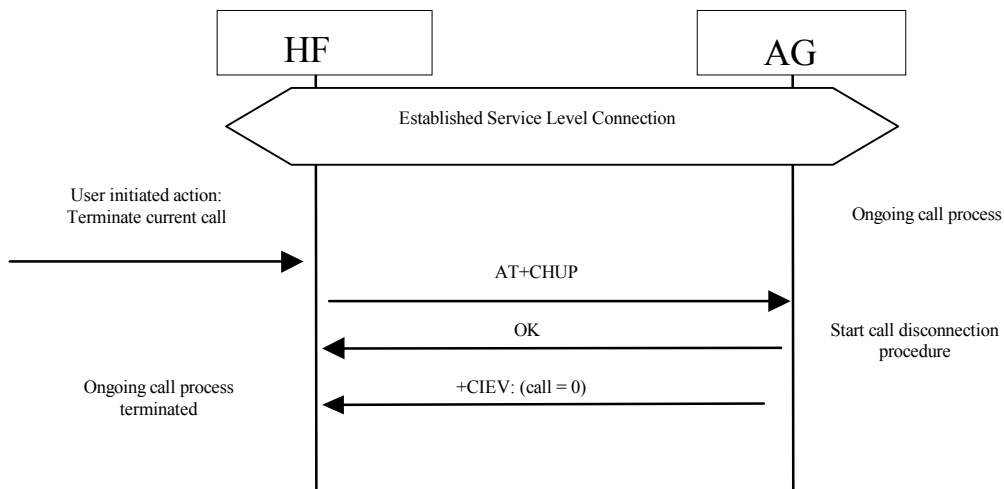 HF
AG
Established Service Level Connection
User initiated action:
Terminate current call
Ongoing call process
AT+CHUP
OK
Start call disconnection
procedure
Ongoing call process
terminated
+CIEV: (call = 0)